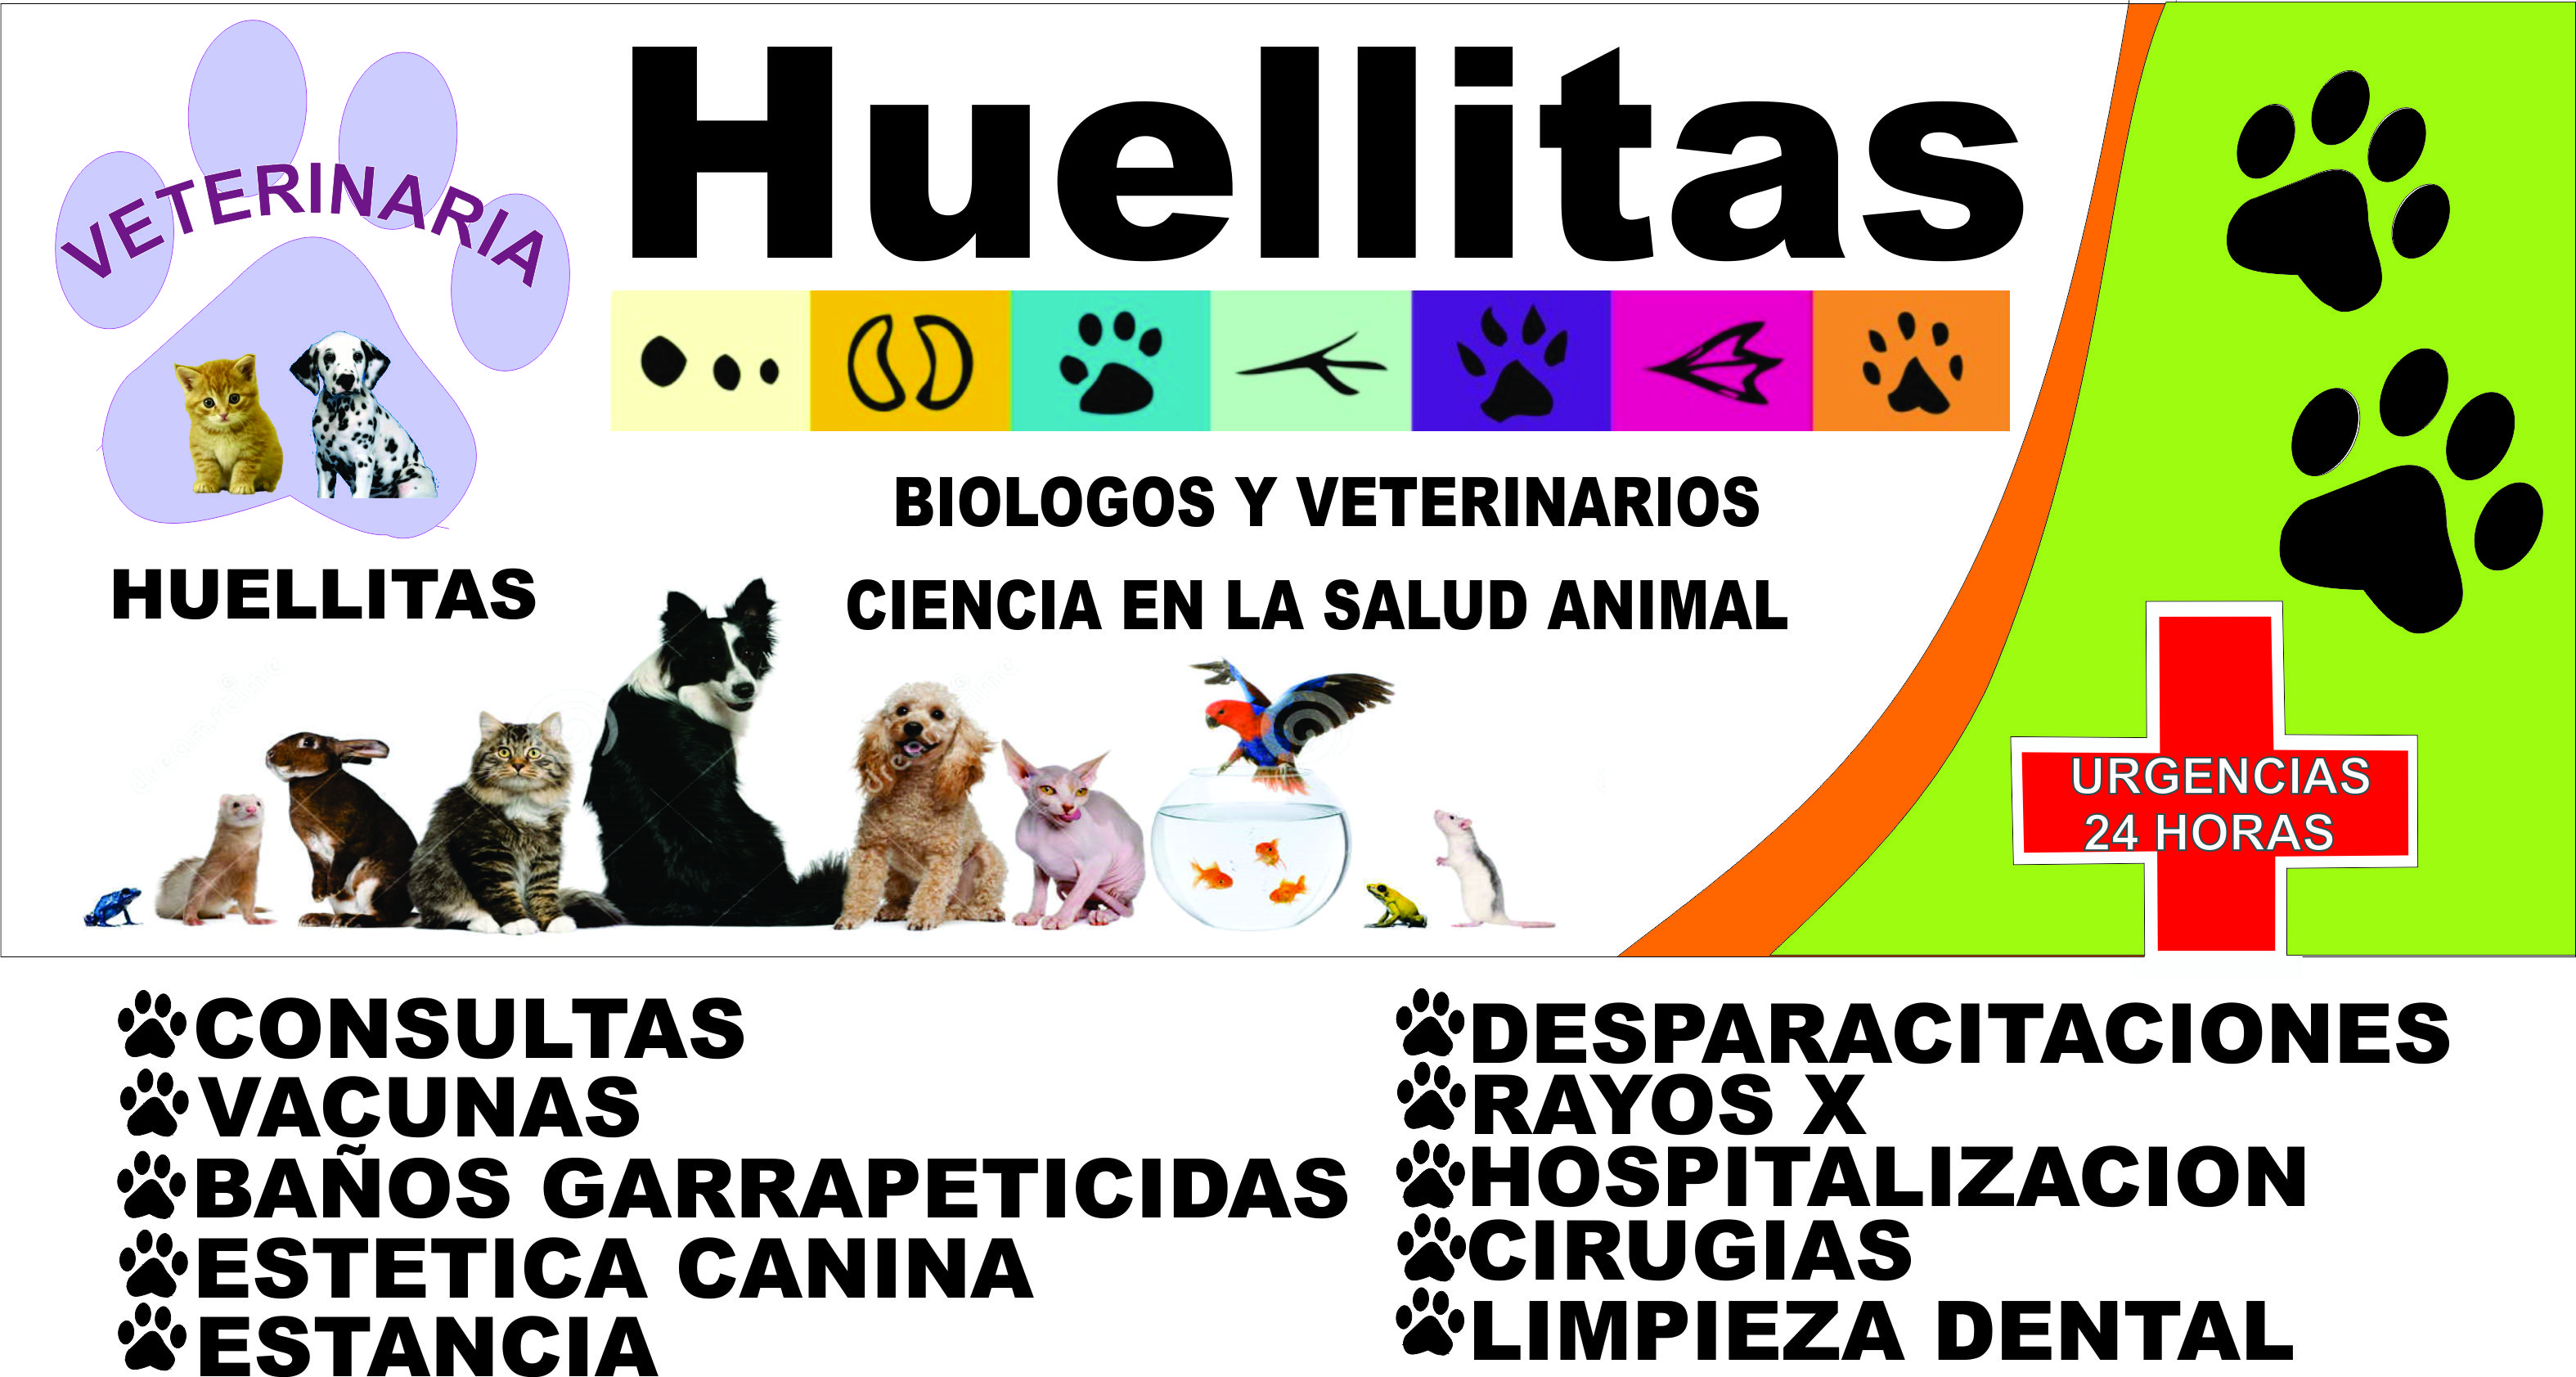 VETERINARIA
HUELLITAS
Huellitas
BIOLOGOS Y VETERINARIOS
CIENCIA EN LA SALUD ANIMAL
URGENCIAS
24 HORAS
CONSULTAS
VACUNAS
BAÑOS GARRAPETICIDAS
ESTETICA CANINA
ESTANCIA
DESPARACITACIONES
RAYOS X
HOSPITALIZACION
CIRUGIAS
LIMPIEZA DENTAL